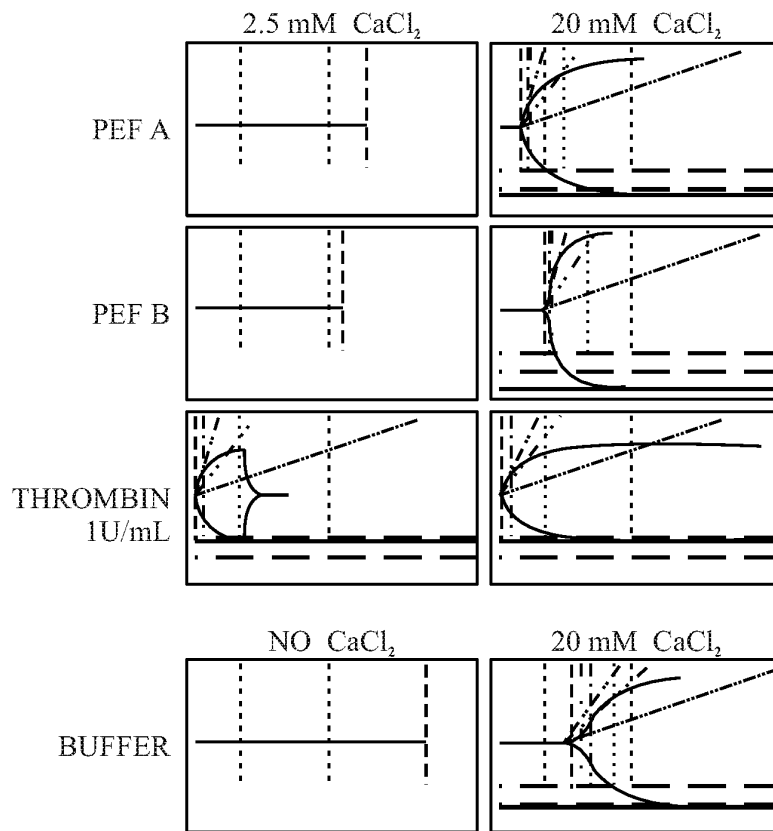 2.5 mM CaCl₂
20 mM CaCl₂
PEF A
PEF B
THROMBIN
1U/mL
NO CaCl₂
20 mM CaCl₂
BUFFER